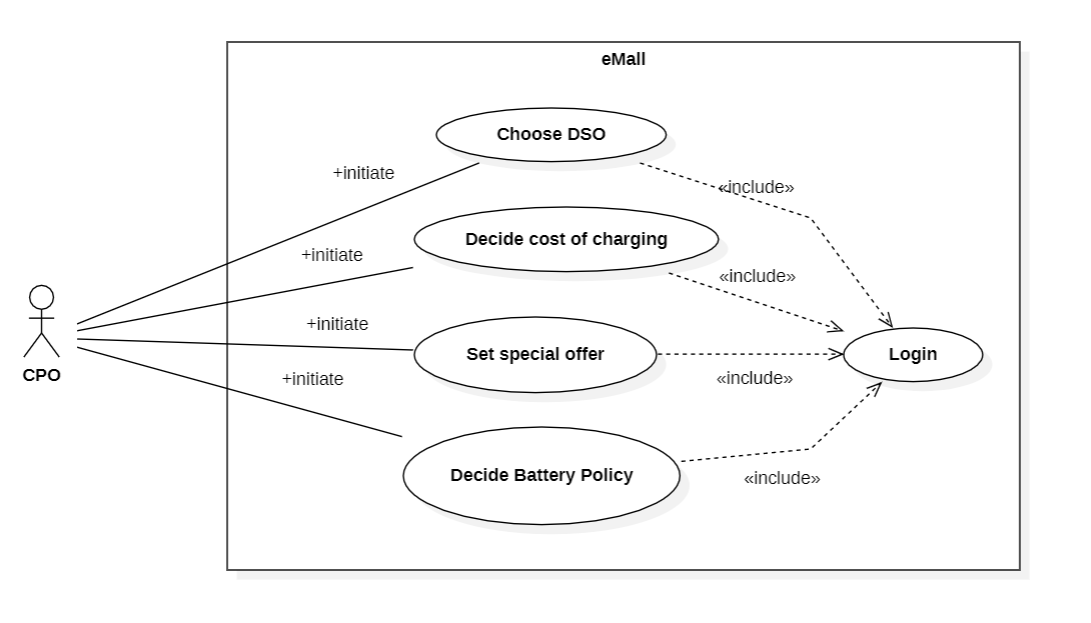 eMall
Choose DSO
+initiate
«include»
Decide cost of charging
+initiate
«include»
+initiate
Set special offer
Login
CPO
+initiate
«include»
Decide Battery Policy
«include»